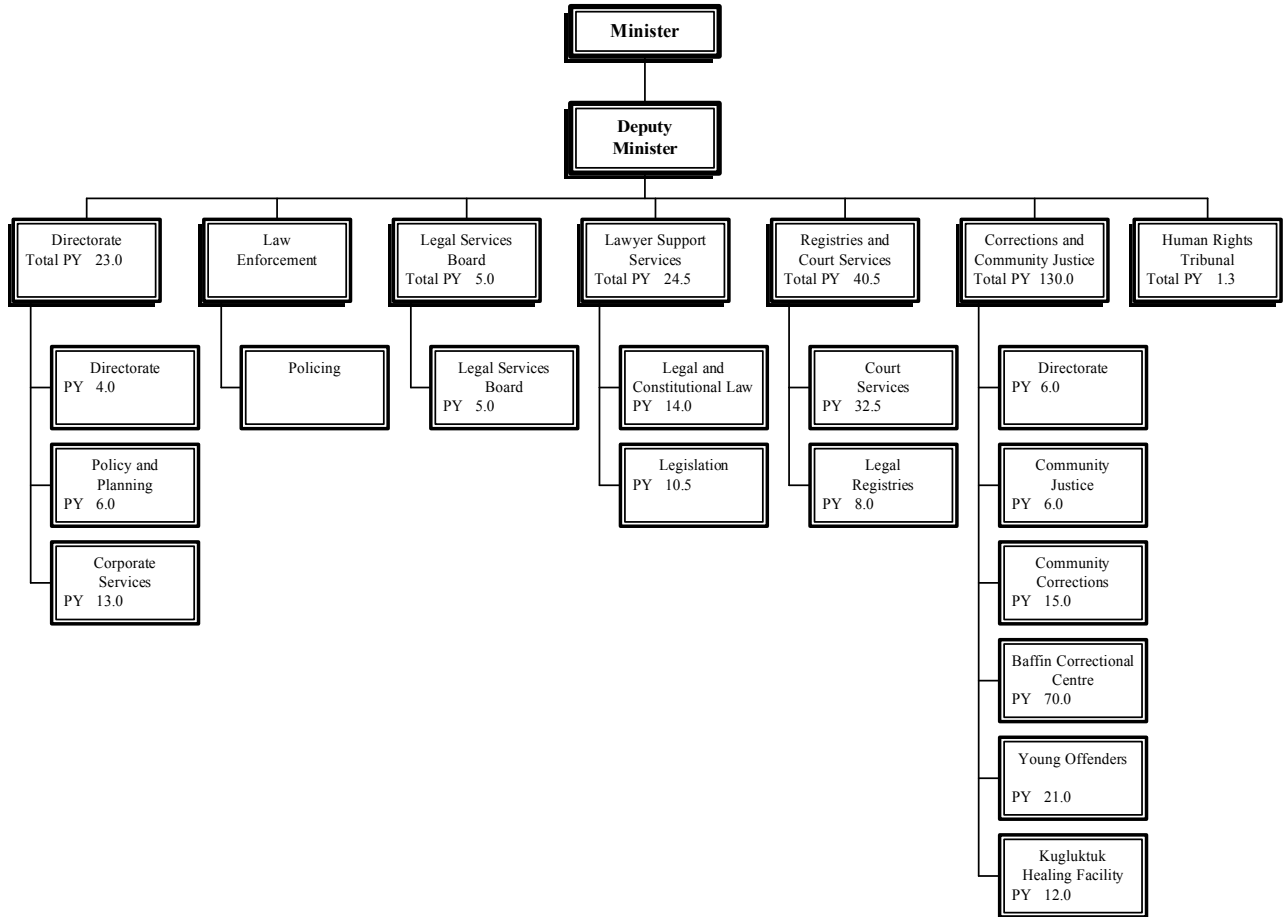 Minister
Deputy
Minister
Directorate
Total PY 23.0
Law
Enforcement
Legal Services
Board
Total PY 5.0
Lawyer Support
Services
Total PY 24.5
Registries and
Court Services
Total PY 40.5
Corrections and
Community Justice
Total PY 130.0
Human Rights
Tribunal
Total PY 1.3
Directorate
PY 4.0
Policy and
Planning
PY 6.0
Corporate
Services
PY 13.0
Policing
Legal Services
Board
PY 5.0
Legal and
Constitutional Law
PY 14.0
Legislation
PY 10.5
Court
Services
PY 32.5
Legal
Registries
PY 8.0
Directorate
PY 6.0
Community
Justice
PY 6.0
Community
Corrections
PY 15.0
Baffin Correctional
Centre
PY 70.0
Young Offenders
PY 21.0
Kugluktuk
Healing Facility
PY 12.0